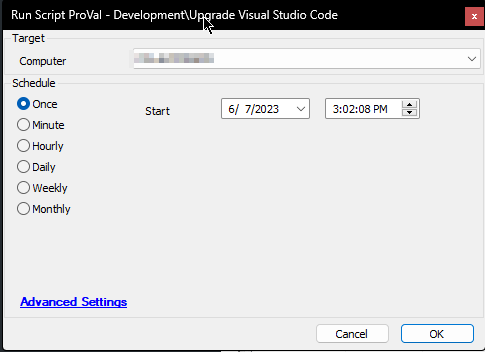 Run Script ProVal - Development\Upgrade Visual Studio Code
x
Target
Computer
Schedule
Once
Start
6/ 7/2023
3:02:08 PM
Minute
Hourly
Daily
Weekly
Monthly
Advanced Settings
Cancel
OK